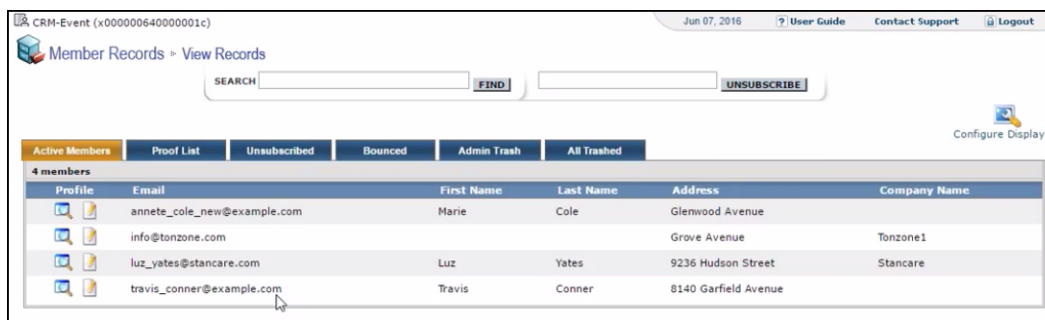 CRM-Event (x000000640000001c) Jun 07, 2016 ? User Guide Contact Support Logout
Member Records » View Records
SEARCH FIND UNSUBSCRIBE
Configure Display
Active Members Proof List Unsubscribed Bounced Admin Trash All Trashed
4 members
Profile Email First Name Last Name Address Company Name
annete_cole_new@example.com Marie Cole Glenwood Avenue
info@tonzone.com Grove Avenue Tonzone1
luz_yates@stancare.com Luz Yates 9236 Hudson Street Stancare
travis_conner@example.com Travis Conner 8140 Garfield Avenue